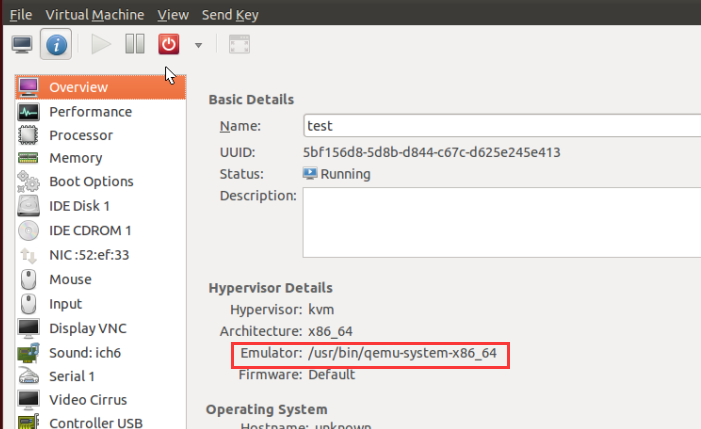 File Virtual Machine View Send Key
Overview
Performance
Processor
Memory
Boot Options
IDE Disk 1
IDE CDROM 1
NIC :52:ef:33
Mouse
Input
Display VNC
Sound: ich6
Serial 1
Video Cirrus
Controller USB
Basic Details
Name: test
UUID: 5bf156d8-5d8b-d844-c67c-d625e245e413
Status: Running
Description:
Hypervisor Details
Hypervisor: kvm
Architecture: x86_64
Emulator: /usr/bin/qemu-system-x86_64
Firmware: Default
Operating System
Hostname: unknown